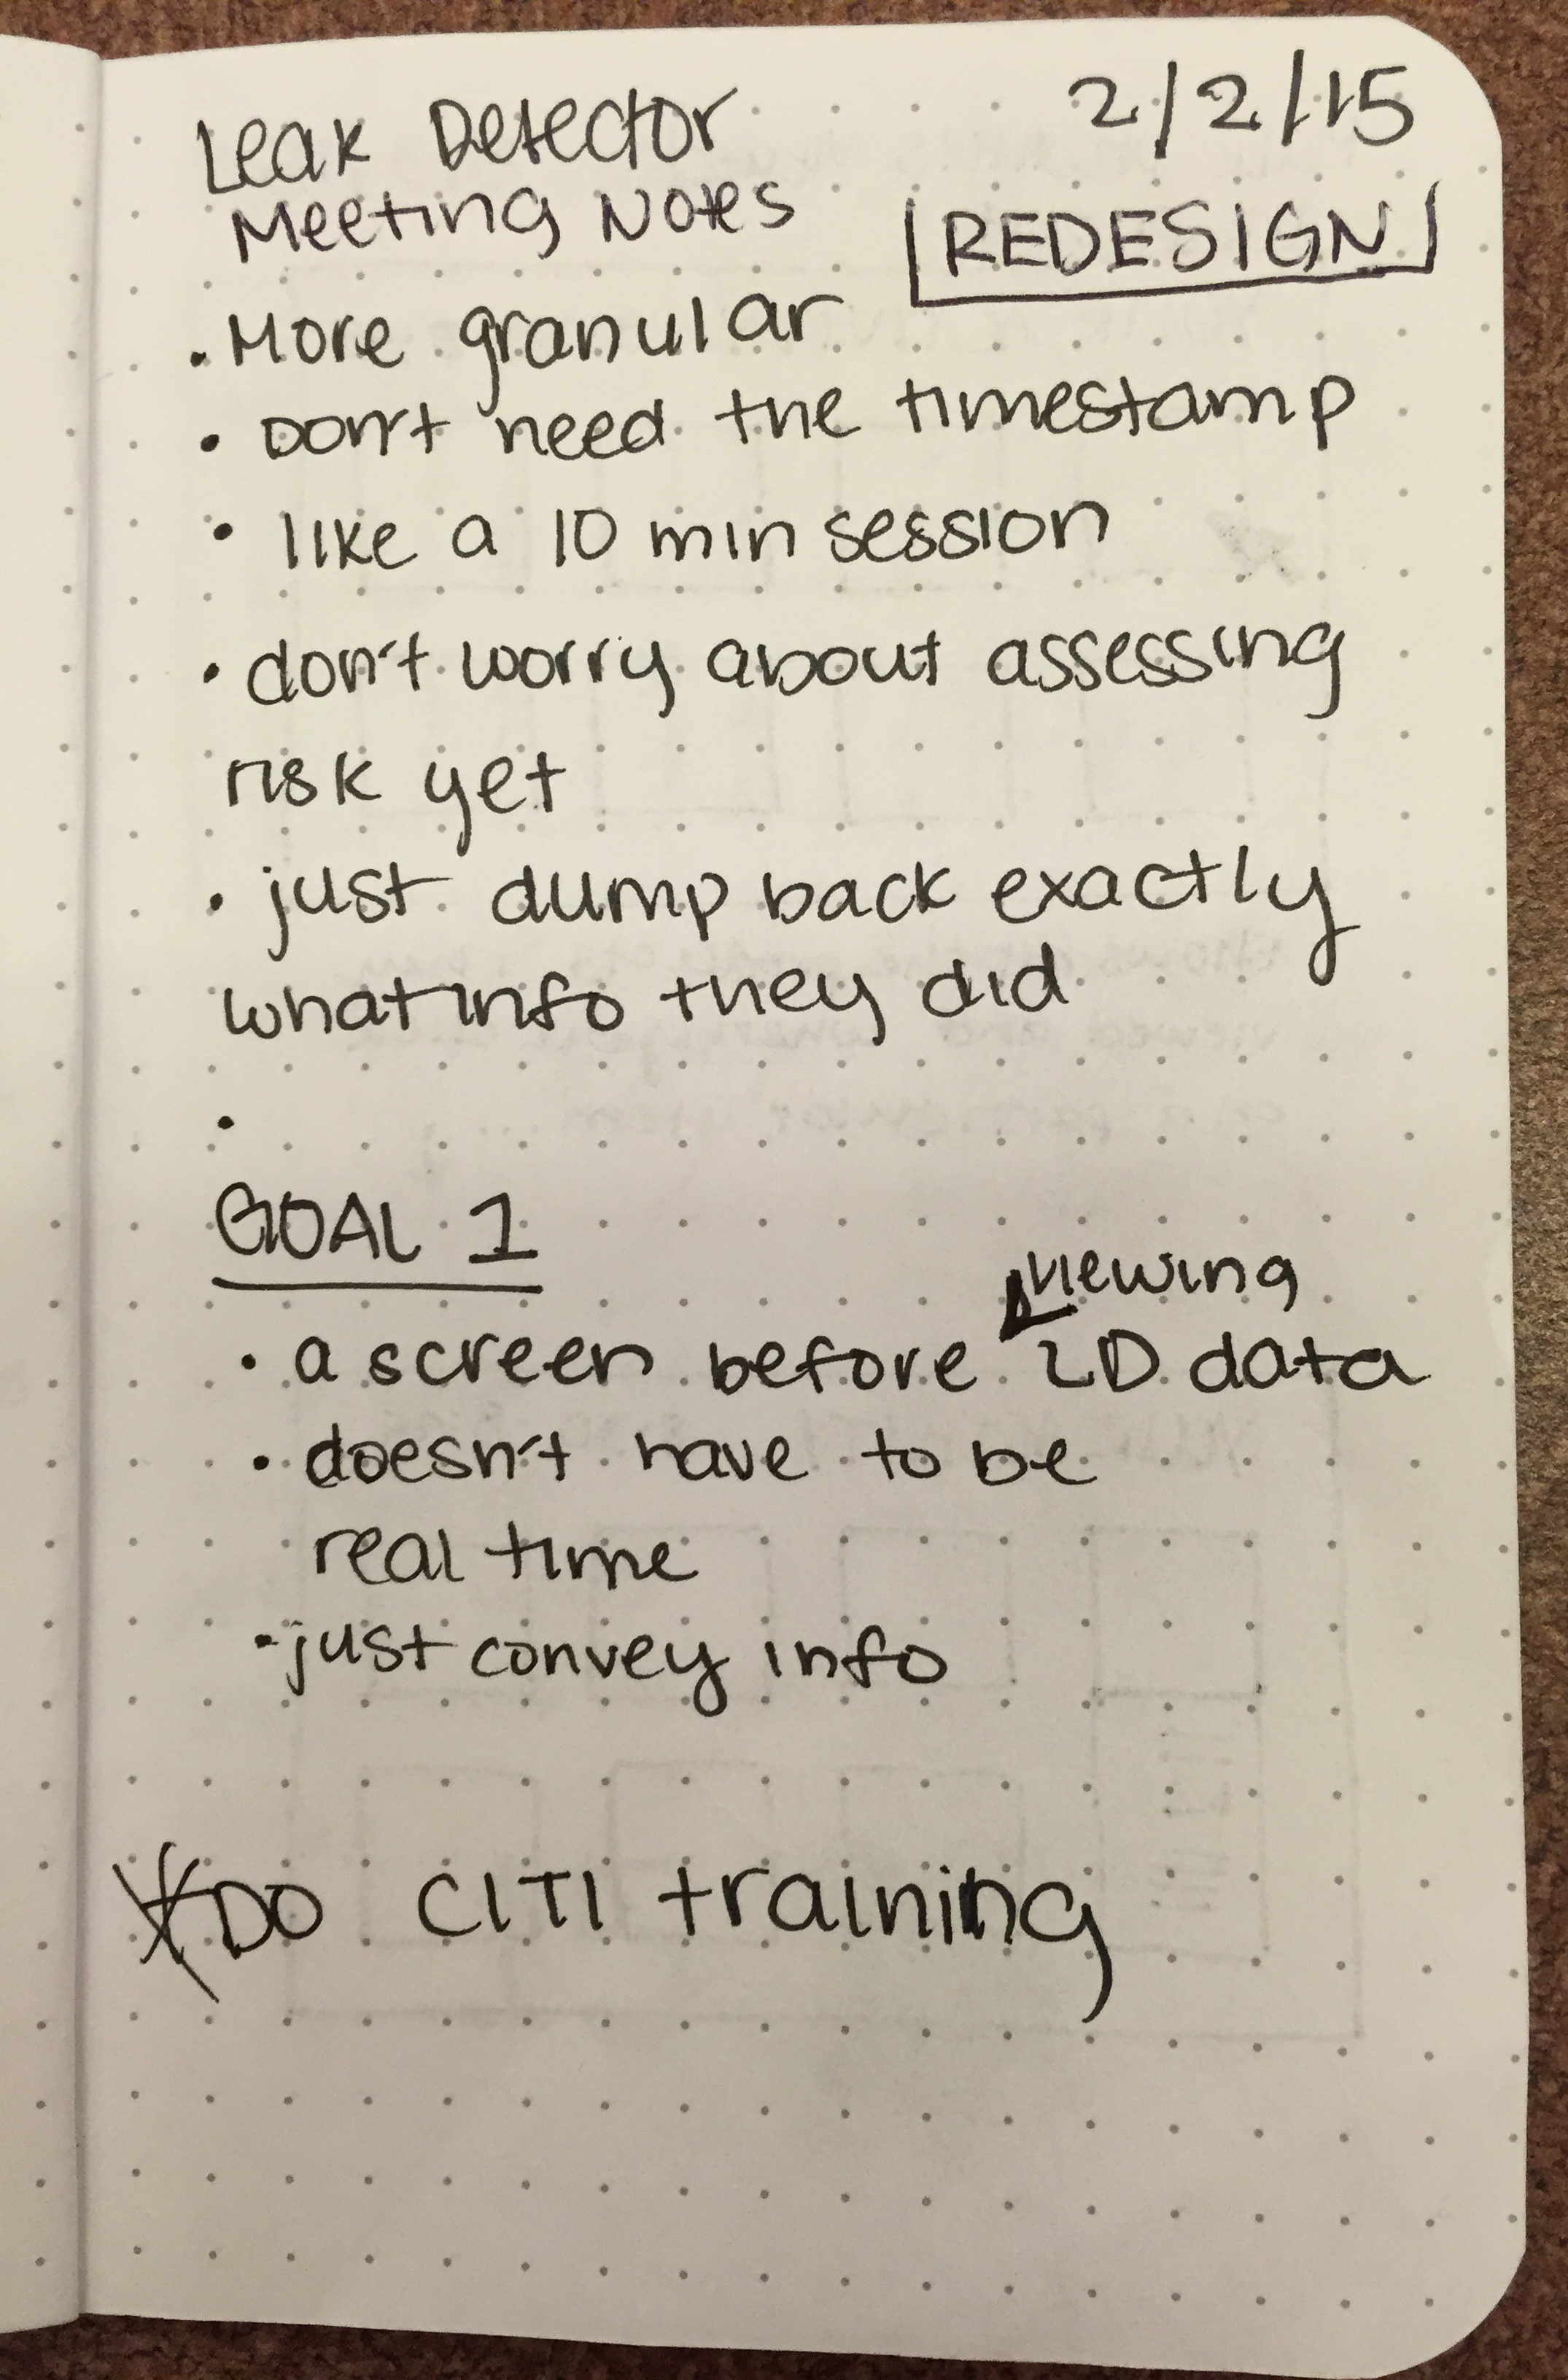 Leak Detector
Meeting Notes
2/2/15
REDESIGN
• More granular
• Don't need the timestamp
• like a 10 min session
• don't worry about assessing
risk yet
• just dump back exactly
what info they did
•
GOAL 1
viewing
• a screen before LD data
• doesn't have to be
real time
• just convey info
* DO CITI training